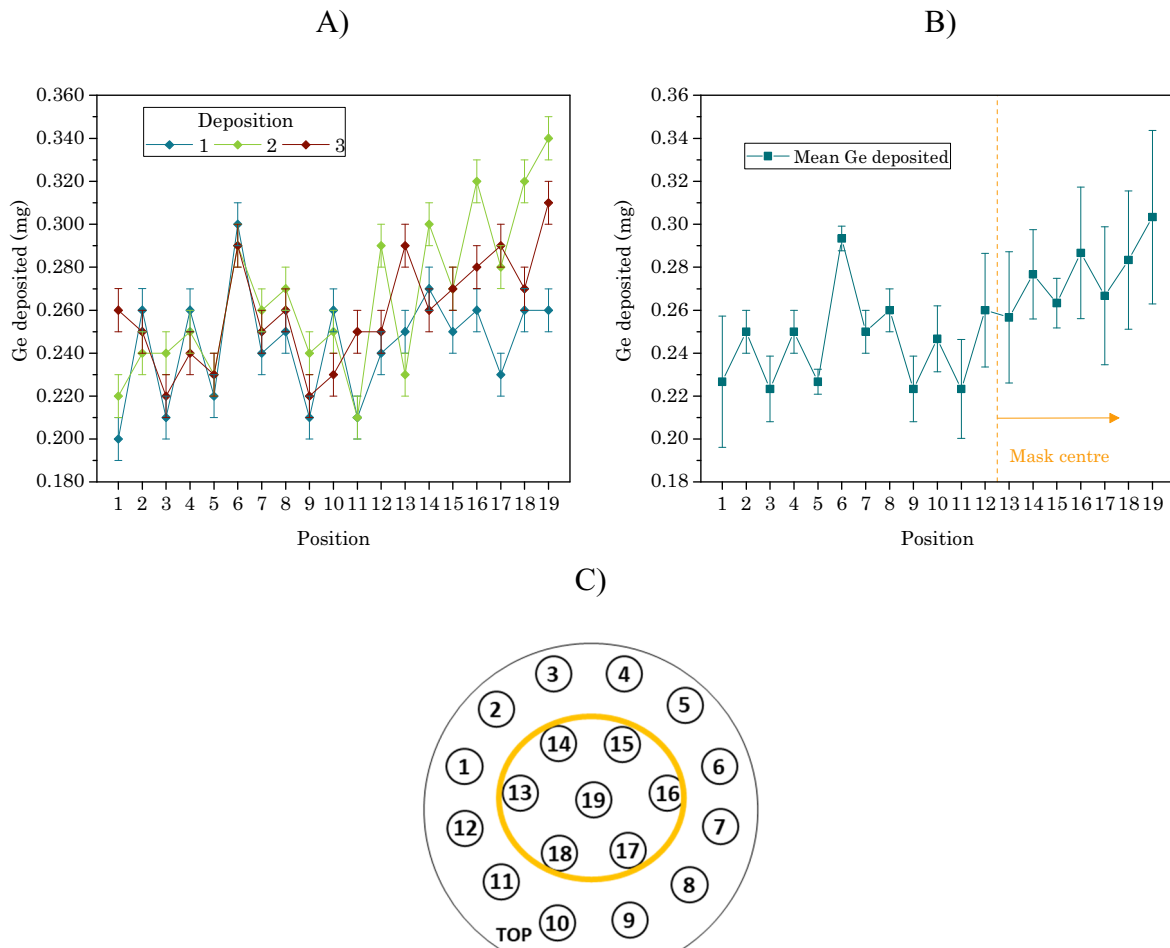 A)
B)
0.360
0.340
0.320
0.300
0.280
0.260
0.240
0.220
0.200
0.180
Ge deposited (mg)
Deposition
1 2 3
1 2 3 4 5 6 7 8 9 10 11 12 13 14 15 16 17 18 19
Position
0.36
0.34
0.32
0.30
0.28
0.26
0.24
0.22
0.20
0.18
Ge deposited (mg)
Mean Ge deposited
Mask centre
1 2 3 4 5 6 7 8 9 10 11 12 13 14 15 16 17 18 19
Position
C)
3 4
2 5
14 15
1 6
13 19 16
12 7
18 17
11 8
TOP 10 9